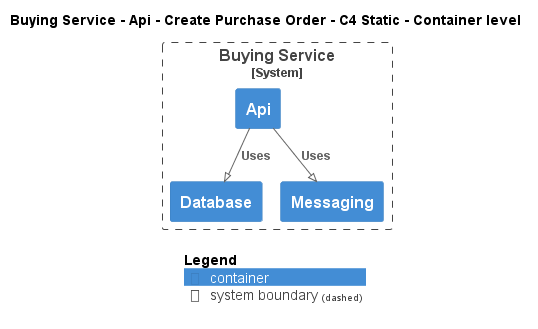 Buying Service - Api - Create Purchase Order - C4 Static - Container level
Buying Service
[System]
Api
Uses Uses
Database Messaging
Legend
container
system boundary (dashed)